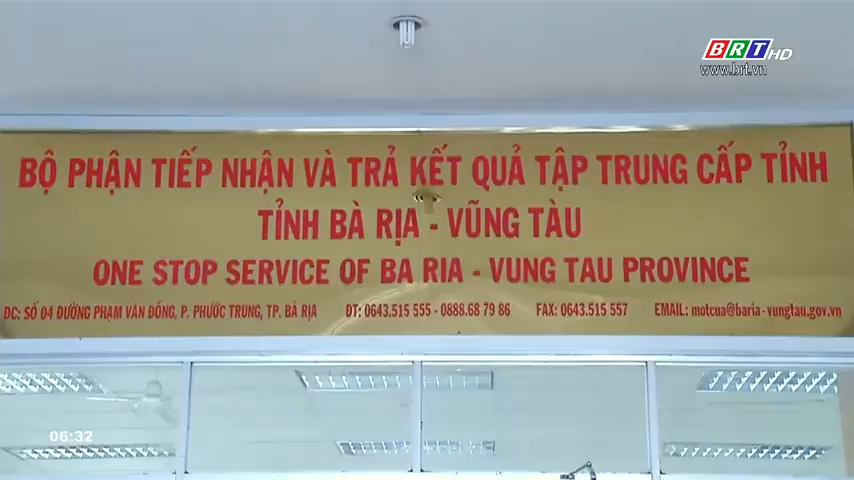 BRT HD
www.brt.vn
BỘ PHẬN TIẾP NHẬN VÀ TRẢ KẾT QUẢ TẬP TRUNG CẤP TỈNH
TỈNH BÀ RỊA - VŨNG TÀU
ONE STOP SERVICE OF BA RIA - VUNG TAU PROVINCE
ĐC: SỐ 04 ĐƯỜNG PHẠM VĂN ĐỒNG, P. PHƯỚC TRUNG, TP. BÀ RỊA ĐT: 0643.515 555 - 0888.68 79 86 FAX: 0643.515 557 EMAIL: motcua@baria-vungtau.gov.vn
06:32